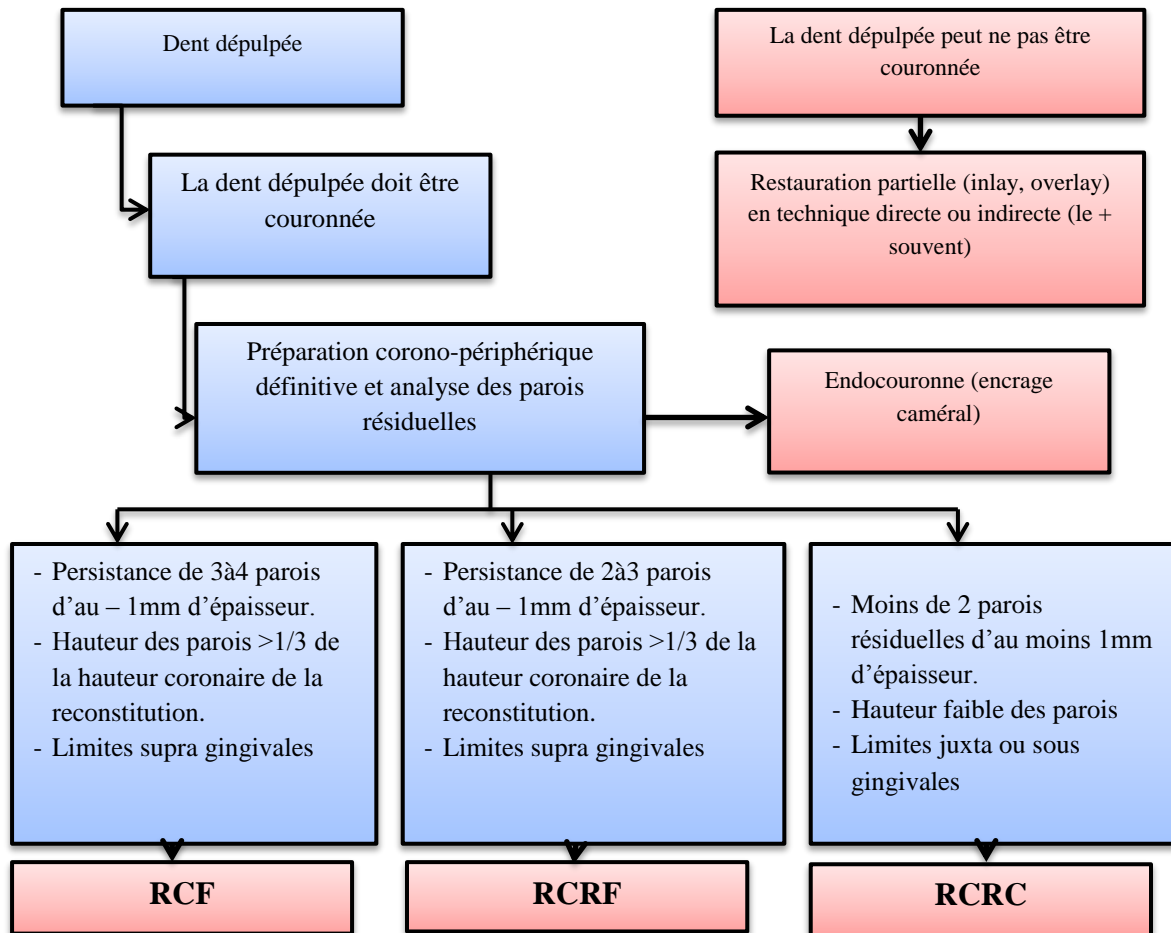 Dent dépulpée
La dent dépulpée peut ne pas être
couronnée
La dent dépulpée doit être
couronnée
Restauration partielle (inlay, overlay)
en technique directe ou indirecte (le +
souvent)
Préparation corono-périphérique
définitive et analyse des parois
résiduelles
Endocouronne (encrage
caméral)
- Persistance de 3à4 parois
d'au – 1mm d'épaisseur.
- Hauteur des parois >1/3 de
la hauteur coronaire de la
reconstitution.
- Limites supra gingivales
- Persistance de 2à3 parois
d'au – 1mm d'épaisseur.
- Hauteur des parois >1/3 de la
hauteur coronaire de la
reconstitution.
- Limites supra gingivales
- Moins de 2 parois
résiduelles d'au moins 1mm
d'épaisseur.
- Hauteur faible des parois
- Limites juxta ou sous
gingivales
RCF
RCRF
RCRC